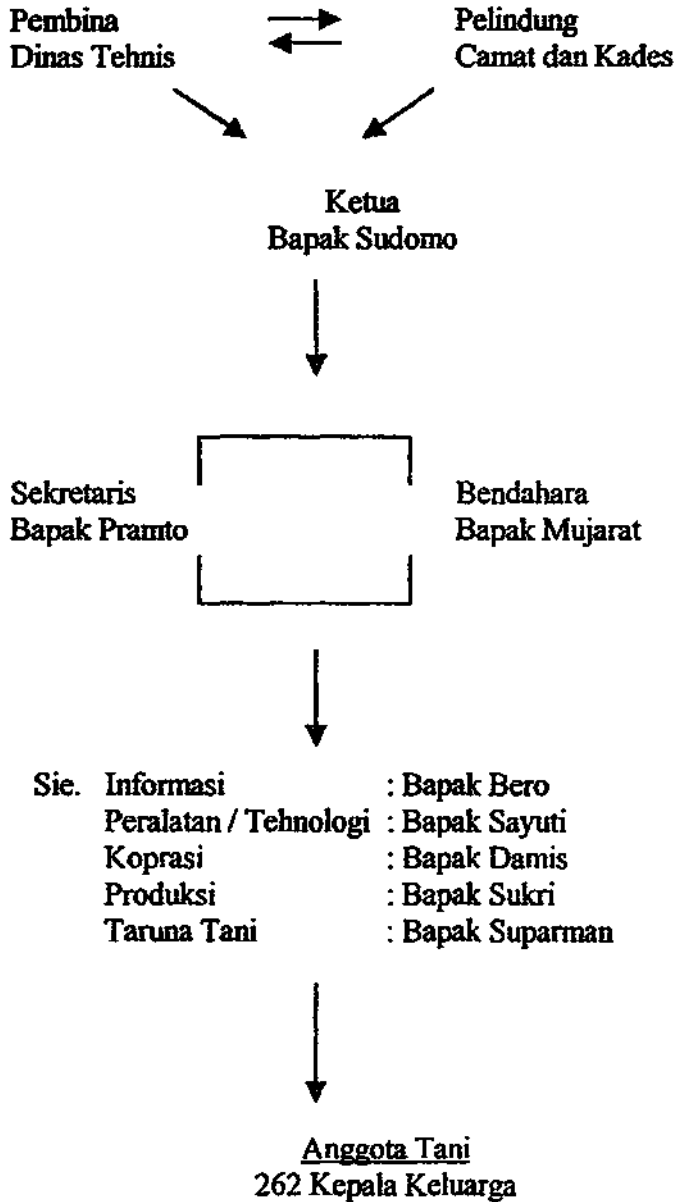 Pembina
Dinas Tehnis
Pelindung
Camat dan Kades
Ketua
Bapak Sudomo
Sekretaris
Bapak Pramto
Bendahara
Bapak Mujarat
Sie. Informasi : Bapak Bero
Peralatan / Tehnologi : Bapak Sayuti
Koprasi : Bapak Damis
Produksi : Bapak Sukri
Taruna Tani : Bapak Suparman
Anggota Tani
262 Kepala Keluarga